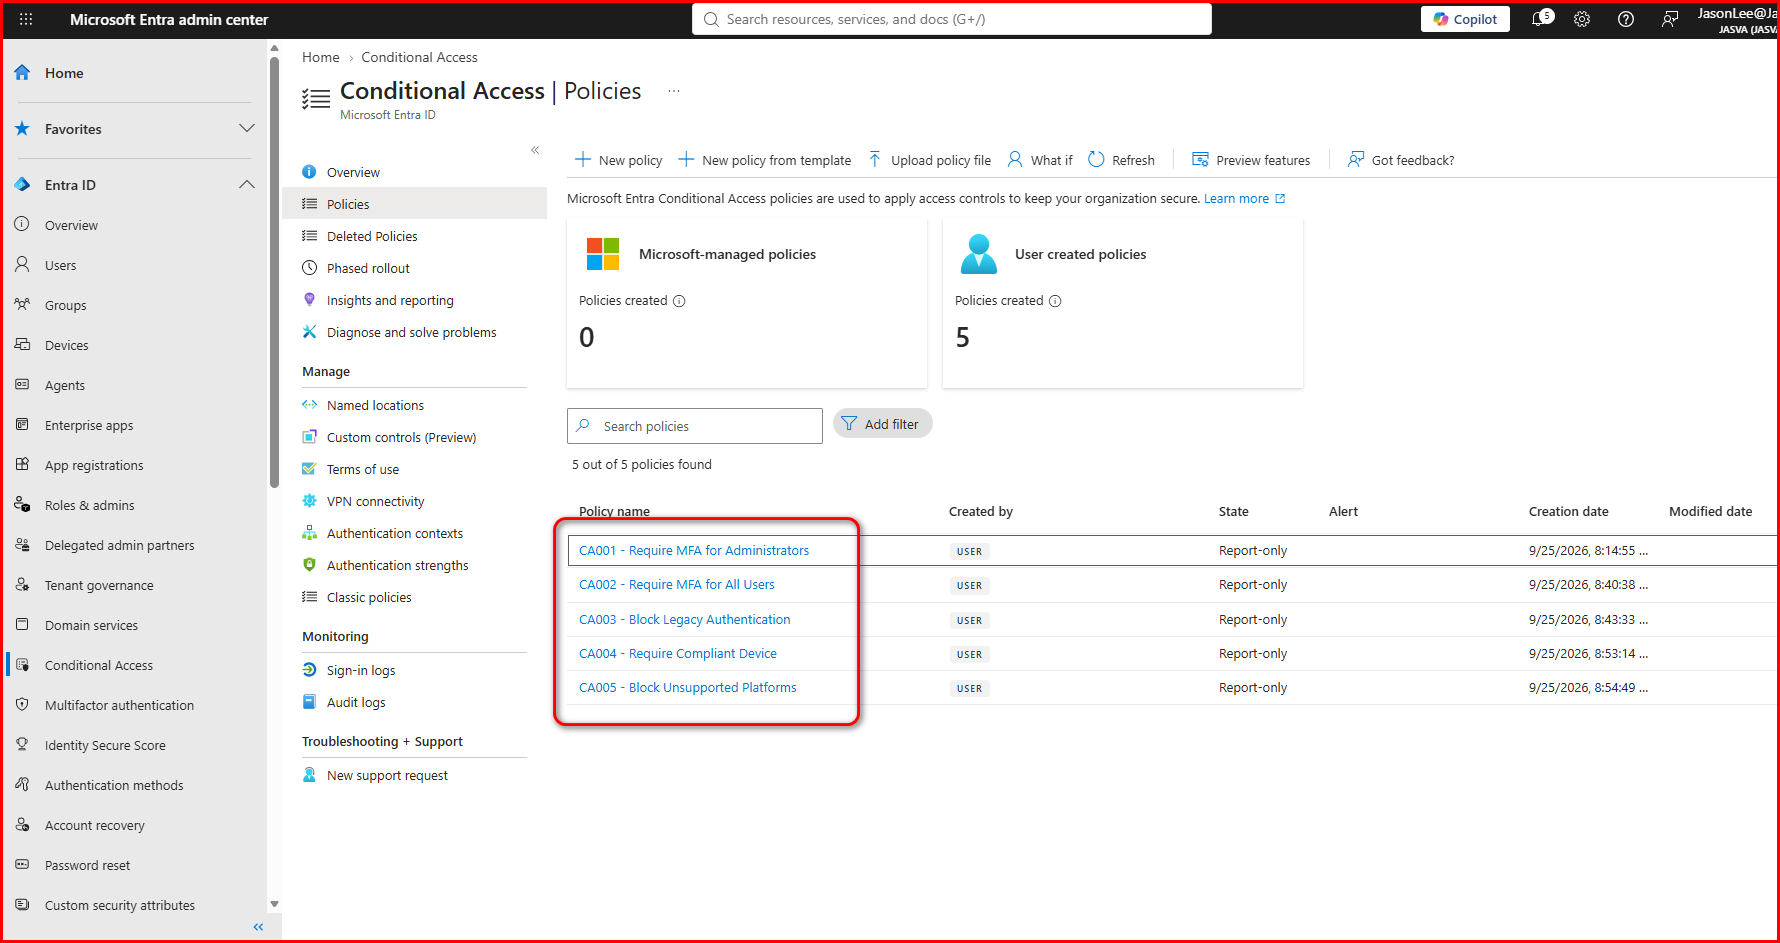 Microsoft Entra admin center
Search resources, services, and docs (G+/)
Copilot
5
JasonLee@Ja
JASVA (JASVA
Home
Favorites
Entra ID
Overview
Users
Groups
Devices
Agents
Enterprise apps
App registrations
Roles & admins
Delegated admin partners
Tenant governance
Domain services
Conditional Access
Multifactor authentication
Identity Secure Score
Authentication methods
Account recovery
Password reset
Custom security attributes
Home > Conditional Access
Conditional Access | Policies
Microsoft Entra ID
Overview
Policies
Deleted Policies
Phased rollout
Insights and reporting
Diagnose and solve problems
Manage
Named locations
Custom controls (Preview)
Terms of use
VPN connectivity
Authentication contexts
Authentication strengths
Classic policies
Monitoring
Sign-in logs
Audit logs
Troubleshooting + Support
New support request
New policy New policy from template Upload policy file What if Refresh Preview features Got feedback?
Microsoft Entra Conditional Access policies are used to apply access controls to keep your organization secure. Learn more
Microsoft-managed policies
Policies created
0
User created policies
Policies created
5
Search policies
Add filter
5 out of 5 policies found
Policy name Created by State Alert Creation date Modified date
CA001 - Require MFA for Administrators USER Report-only 9/25/2026, 8:14:55 ...
CA002 - Require MFA for All Users USER Report-only 9/25/2026, 8:40:38 ...
CA003 - Block Legacy Authentication USER Report-only 9/25/2026, 8:43:33 ...
CA004 - Require Compliant Device USER Report-only 9/25/2026, 8:53:14 ...
CA005 - Block Unsupported Platforms USER Report-only 9/25/2026, 8:54:49 ...